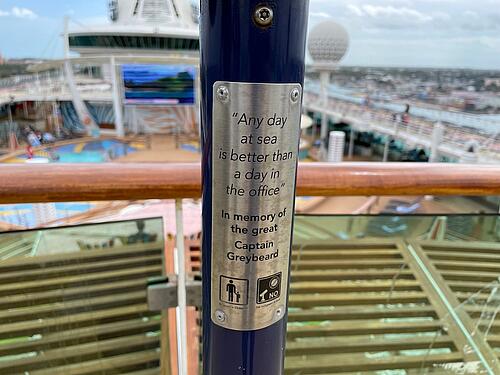 "Any day
at sea
is better than
a day in
the office"
In memory of
the great
Captain
Greybeard
NO